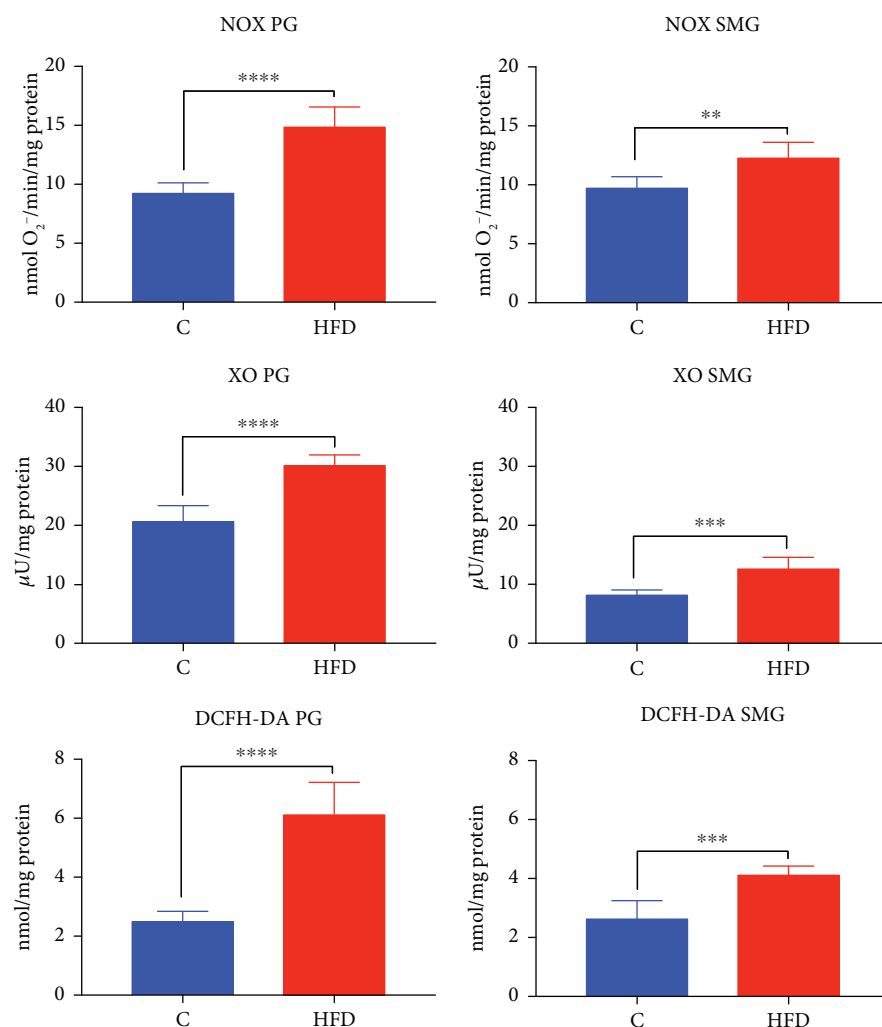 NOX PG
****
nmol O₂⁻/min/mg protein
20
15
10
5
0
C HFD
NOX SMG
**
nmol O₂⁻/min/mg protein
20
15
10
5
0
C HFD
XO PG
****
μU/mg protein
40
30
20
10
0
C HFD
XO SMG
***
μU/mg protein
40
30
20
10
0
C HFD
DCFH-DA PG
****
nmol/mg protein
8
6
4
2
0
C HFD
DCFH-DA SMG
***
nmol/mg protein
8
6
4
2
0
C HFD